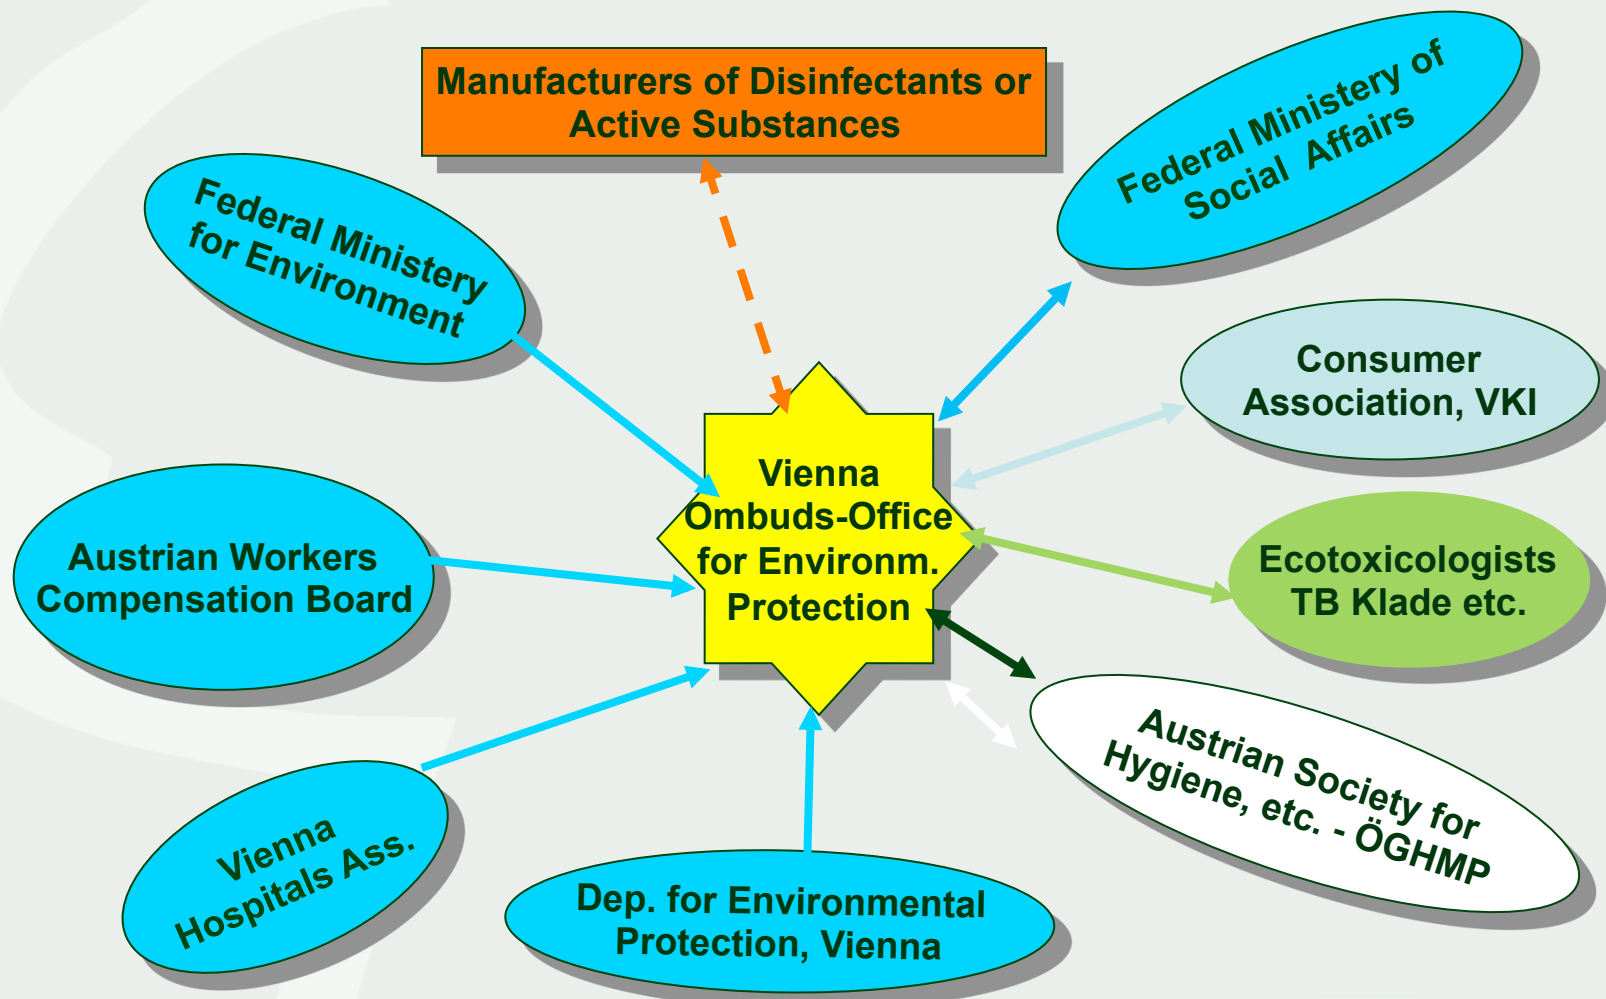 Manufacturers of Disinfectants or
Active Substances
Federal Ministery of
Social Affairs
Federal Ministery
for Environment
Consumer
Association, VKI
Vienna
Ombuds-Office
for Environm.
Protection
Austrian Workers
Compensation Board
Ecotoxicologists
TB Klade etc.
Austrian Society for
Hygiene, etc. - ÖGHMP
Vienna
Hospitals Ass.
Dep. for Environmental
Protection, Vienna